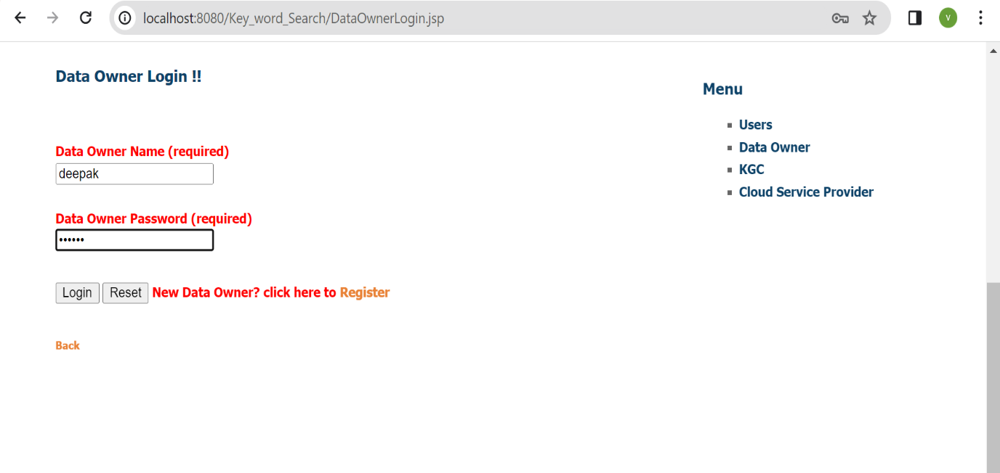 localhost:8080/Key_word_Search/DataOwnerLogin.jsp
V
Data Owner Login !!
Data Owner Name (required)
deepak
Data Owner Password (required)
••••••
Login Reset New Data Owner? click here to Register
Back
Menu
Users
Data Owner
KGC
Cloud Service Provider